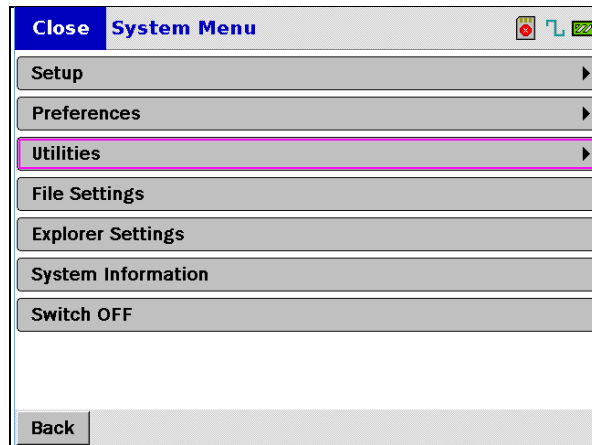 Close System Menu
Setup
Preferences
Utilities
File Settings
Explorer Settings
System Information
Switch OFF
Back